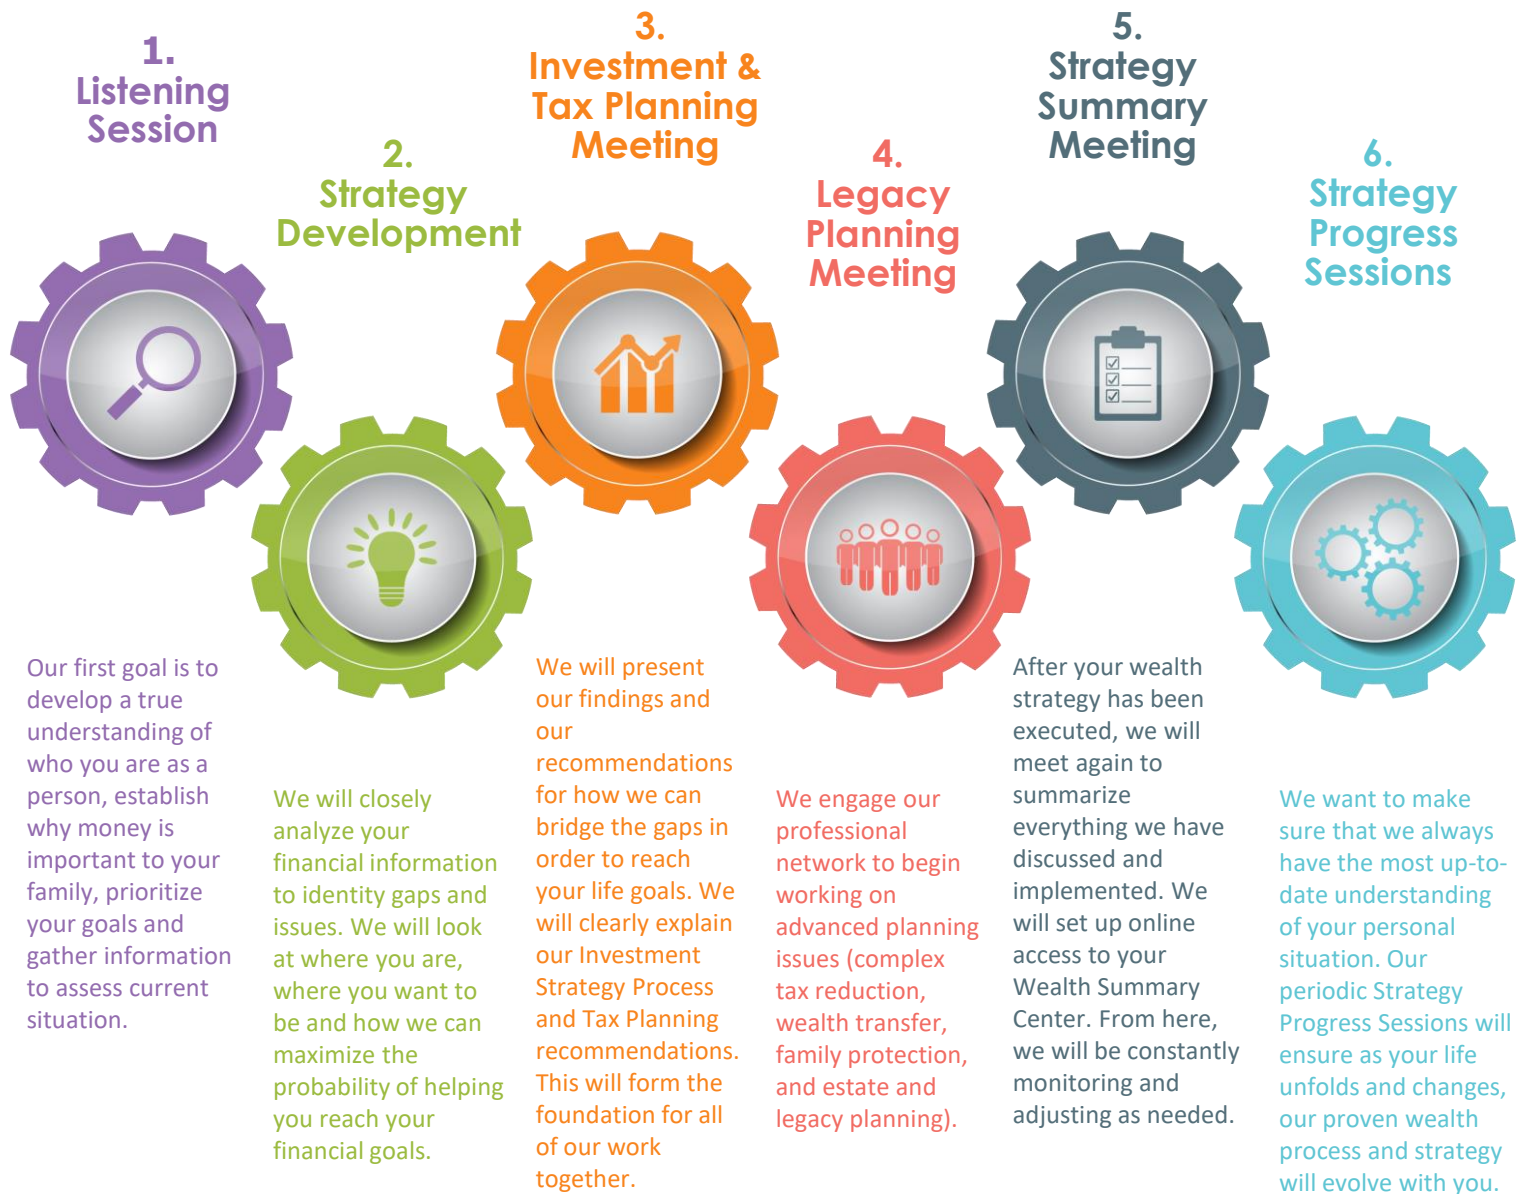 1.
Listening
Session
Our first goal is to
develop a true
understanding of
who you are as a
person, establish
why money is
important to your
family, prioritize
your goals and
gather information
to assess current
situation.
2.
Strategy
Development
We will closely
analyze your
financial information
to identity gaps and
issues. We will look
at where you are,
where you want to
be and how we can
maximize the
probability of helping
you reach your
financial goals.
3.
Investment &
Tax Planning
Meeting
We will present
our findings and
our
recommendations
for how we can
bridge the gaps in
order to reach
your life goals. We
will clearly explain
our Investment
Strategy Process
and Tax Planning
recommendations.
This will form the
foundation for all
of our work
together.
4.
Legacy
Planning
Meeting
We engage our
professional
network to begin
working on
advanced planning
issues (complex
tax reduction,
wealth transfer,
family protection,
and estate and
legacy planning).
5.
Strategy
Summary
Meeting
After your wealth
strategy has been
executed, we will
meet again to
summarize
everything we have
discussed and
implemented. We
will set up online
access to your
Wealth Summary
Center. From here,
we will be constantly
monitoring and
adjusting as needed.
6.
Strategy
Progress
Sessions
We want to make
sure that we always
have the most up-to-
date understanding
of your personal
situation. Our
periodic Strategy
Progress Sessions will
ensure as your life
unfolds and changes,
our proven wealth
process and strategy
will evolve with you.